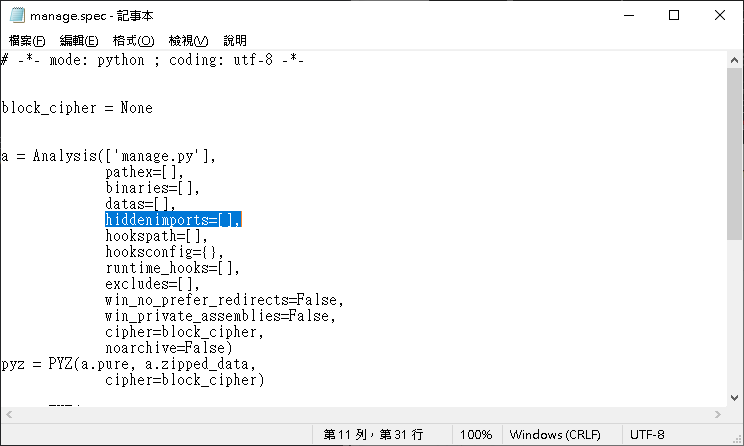 manage.spec - 記事本
檔案(F) 編輯(E) 格式(O) 檢視(V) 說明
# -*- mode: python ; coding: utf-8 -*-
block_cipher = None
a = Analysis(['manage.py'],
pathex=[],
binaries=[],
datas=[],
hiddenimports=[],
hookspath=[],
hooksconfig={},
runtime_hooks=[],
excludes=[],
win_no_prefer_redirects=False,
win_private_assemblies=False,
cipher=block_cipher,
noarchive=False)
pyz = PYZ(a.pure, a.zipped_data,
cipher=block_cipher)
第 11 列，第 31 行 100% Windows (CRLF) UTF-8